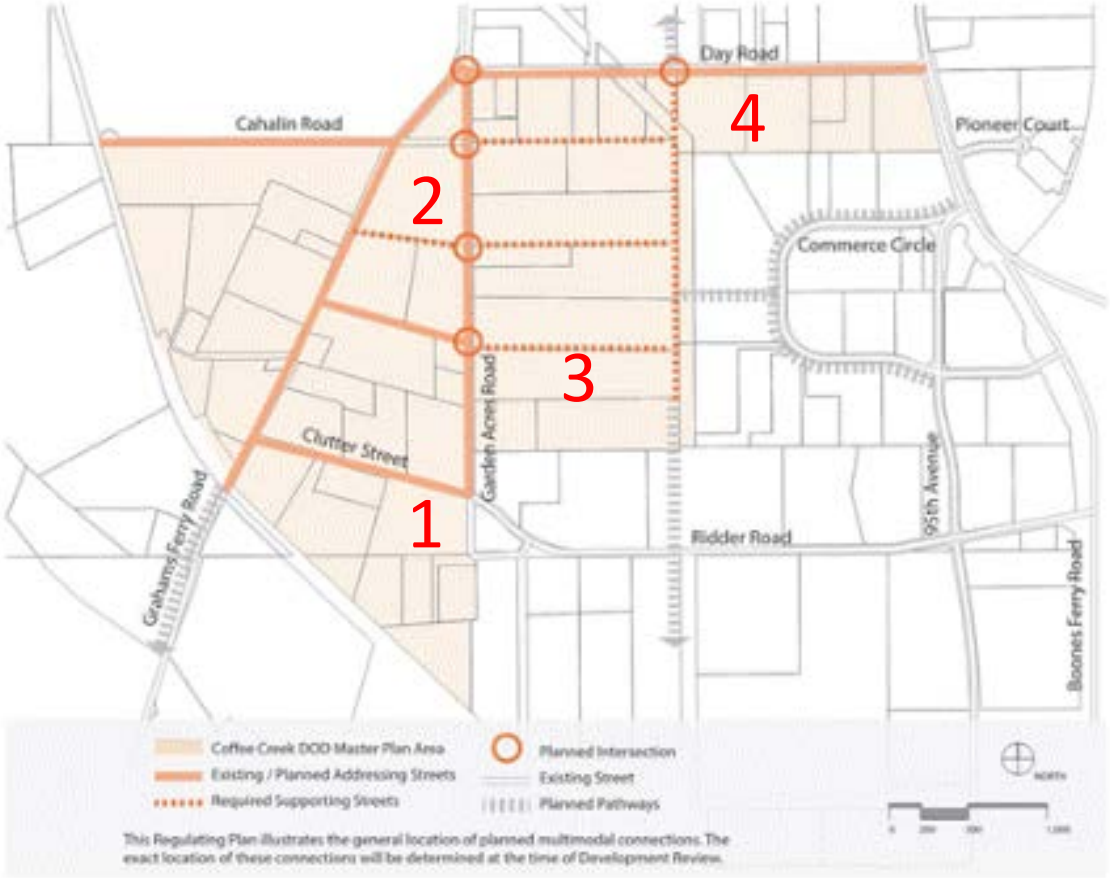 Day Road
4
Cahalin Road
Pioneer Court
2
Commerce Circle
3
Garden Acres Road
Clutter Street
95th Avenue
1
Grahams Ferry Road
Ridder Road
Boones Ferry Road
Coffee Creek DOD Master Plan Area
Planned Intersection
Existing / Planned Addressing Streets
Existing Street
NORTH
Required Supporting Streets
Planned Pathways
0
1,000
This Regulating Plan illustrates the general location of planned multimodal connections. The
exact location of these connections will be determined at the time of Development Review.